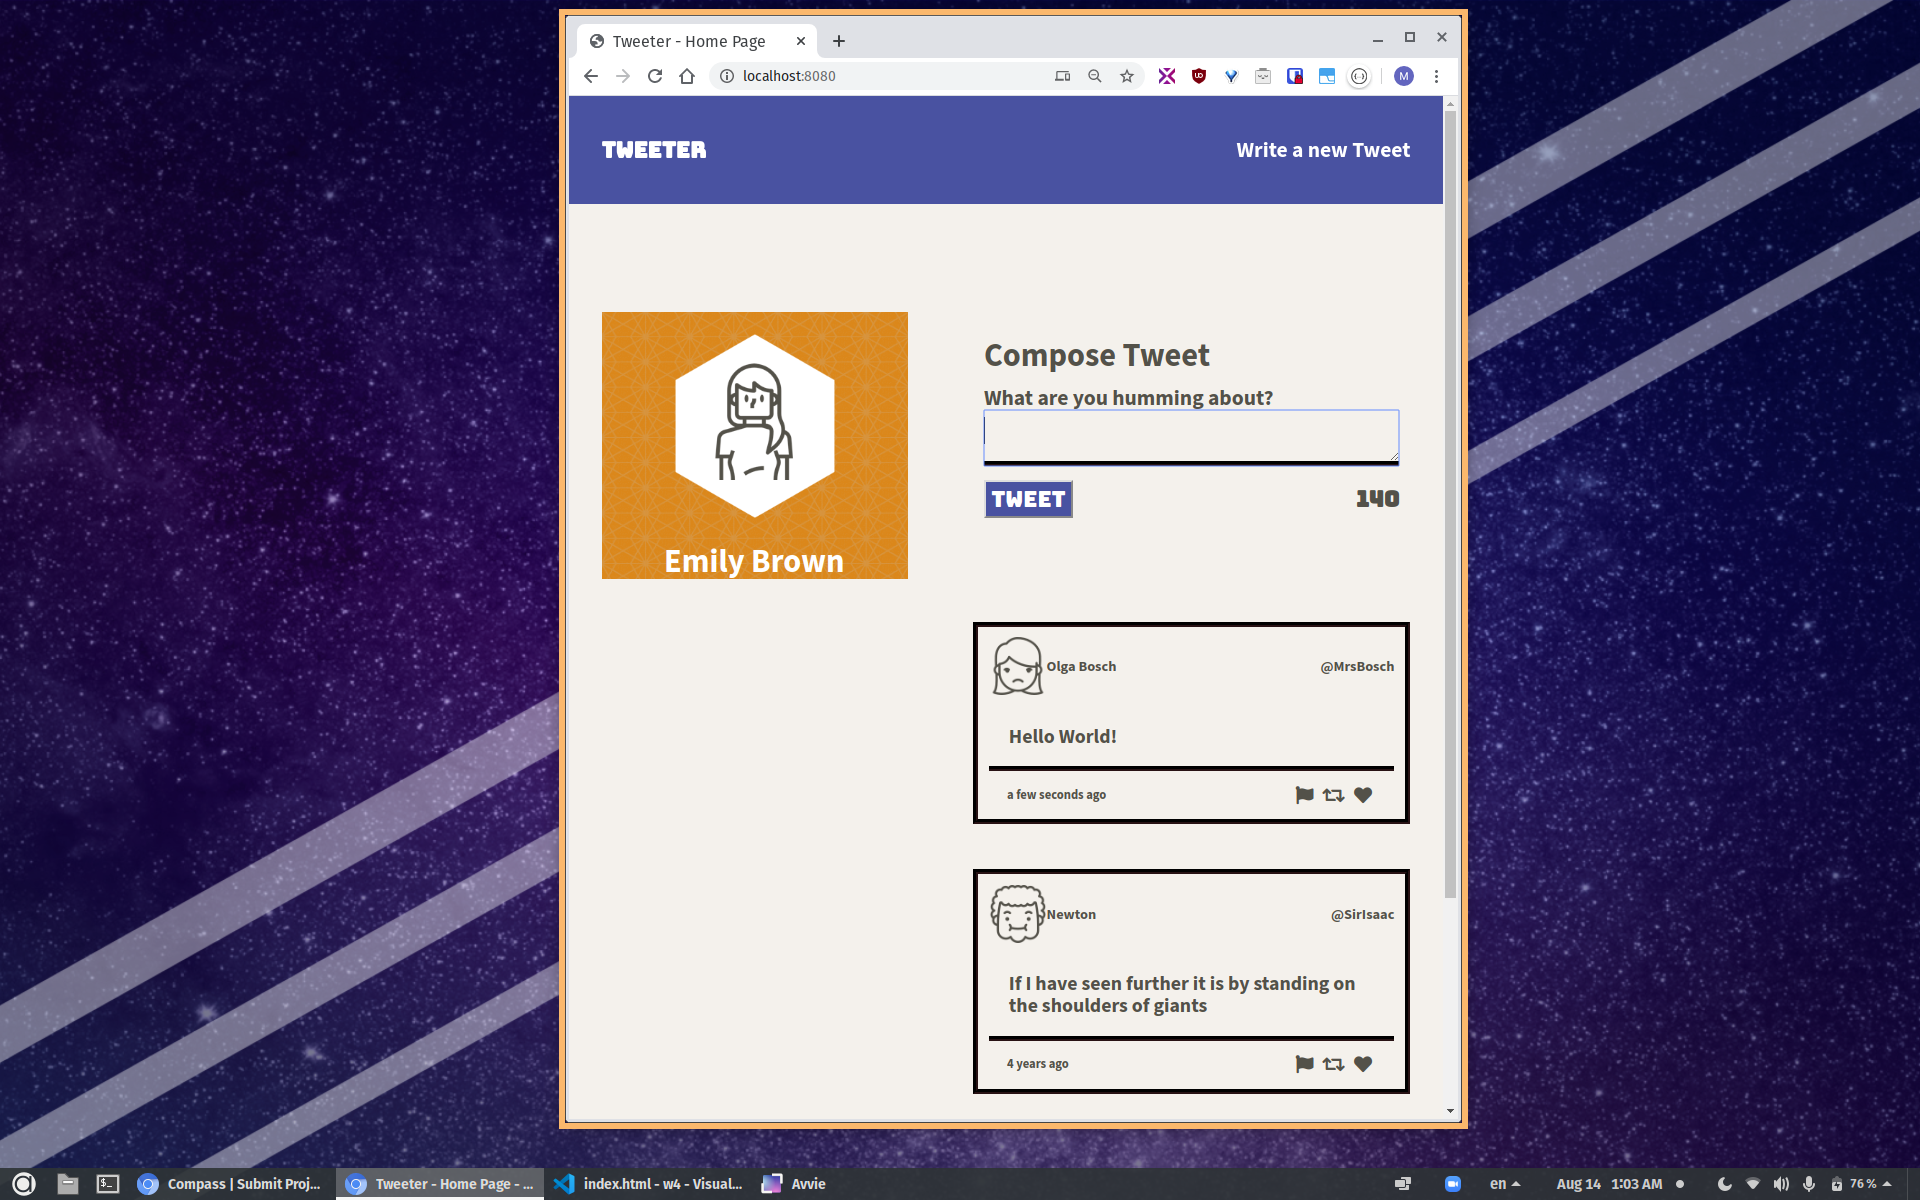 Tweeter - Home Page
localhost:8080
M
TWEETER
Write a new Tweet
Emily Brown
Compose Tweet
What are you humming about?
TWEET
140
Olga Bosch
@MrsBosch
Hello World!
a few seconds ago
Newton
@SirIsaac
If I have seen further it is by standing on
the shoulders of giants
4 years ago
Compass | Submit Proj...
Tweeter - Home Page - ...
index.html - w4 - Visual...
Avvie
en
Aug 14
1:03 AM
76 %